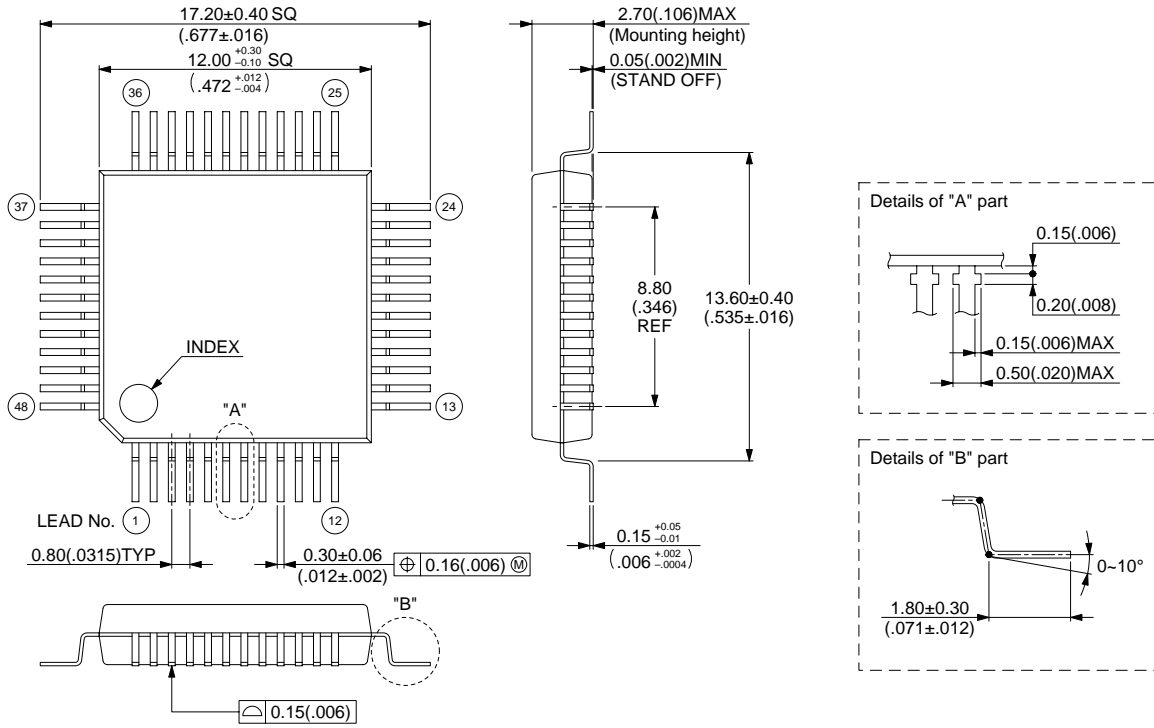 17.20±0.40 SQ
(.677±.016)
12.00 +0.30 −0.10 SQ
(.472 +.012 −.004)
36
25
37
24
INDEX
48
13
"A"
LEAD No.
1
12
0.80(.0315)TYP
0.30±0.06
(.012±.002)
⌖ 0.16(.006) Ⓜ
"B"
⌓ 0.15(.006)
2.70(.106)MAX
(Mounting height)
0.05(.002)MIN
(STAND OFF)
8.80
(.346)
REF
13.60±0.40
(.535±.016)
0.15 +0.05 −0.01
(.006 +.002 −.0004)
Details of "A" part
0.15(.006)
0.20(.008)
0.15(.006)MAX
0.50(.020)MAX
Details of "B" part
0~10°
1.80±0.30
(.071±.012)